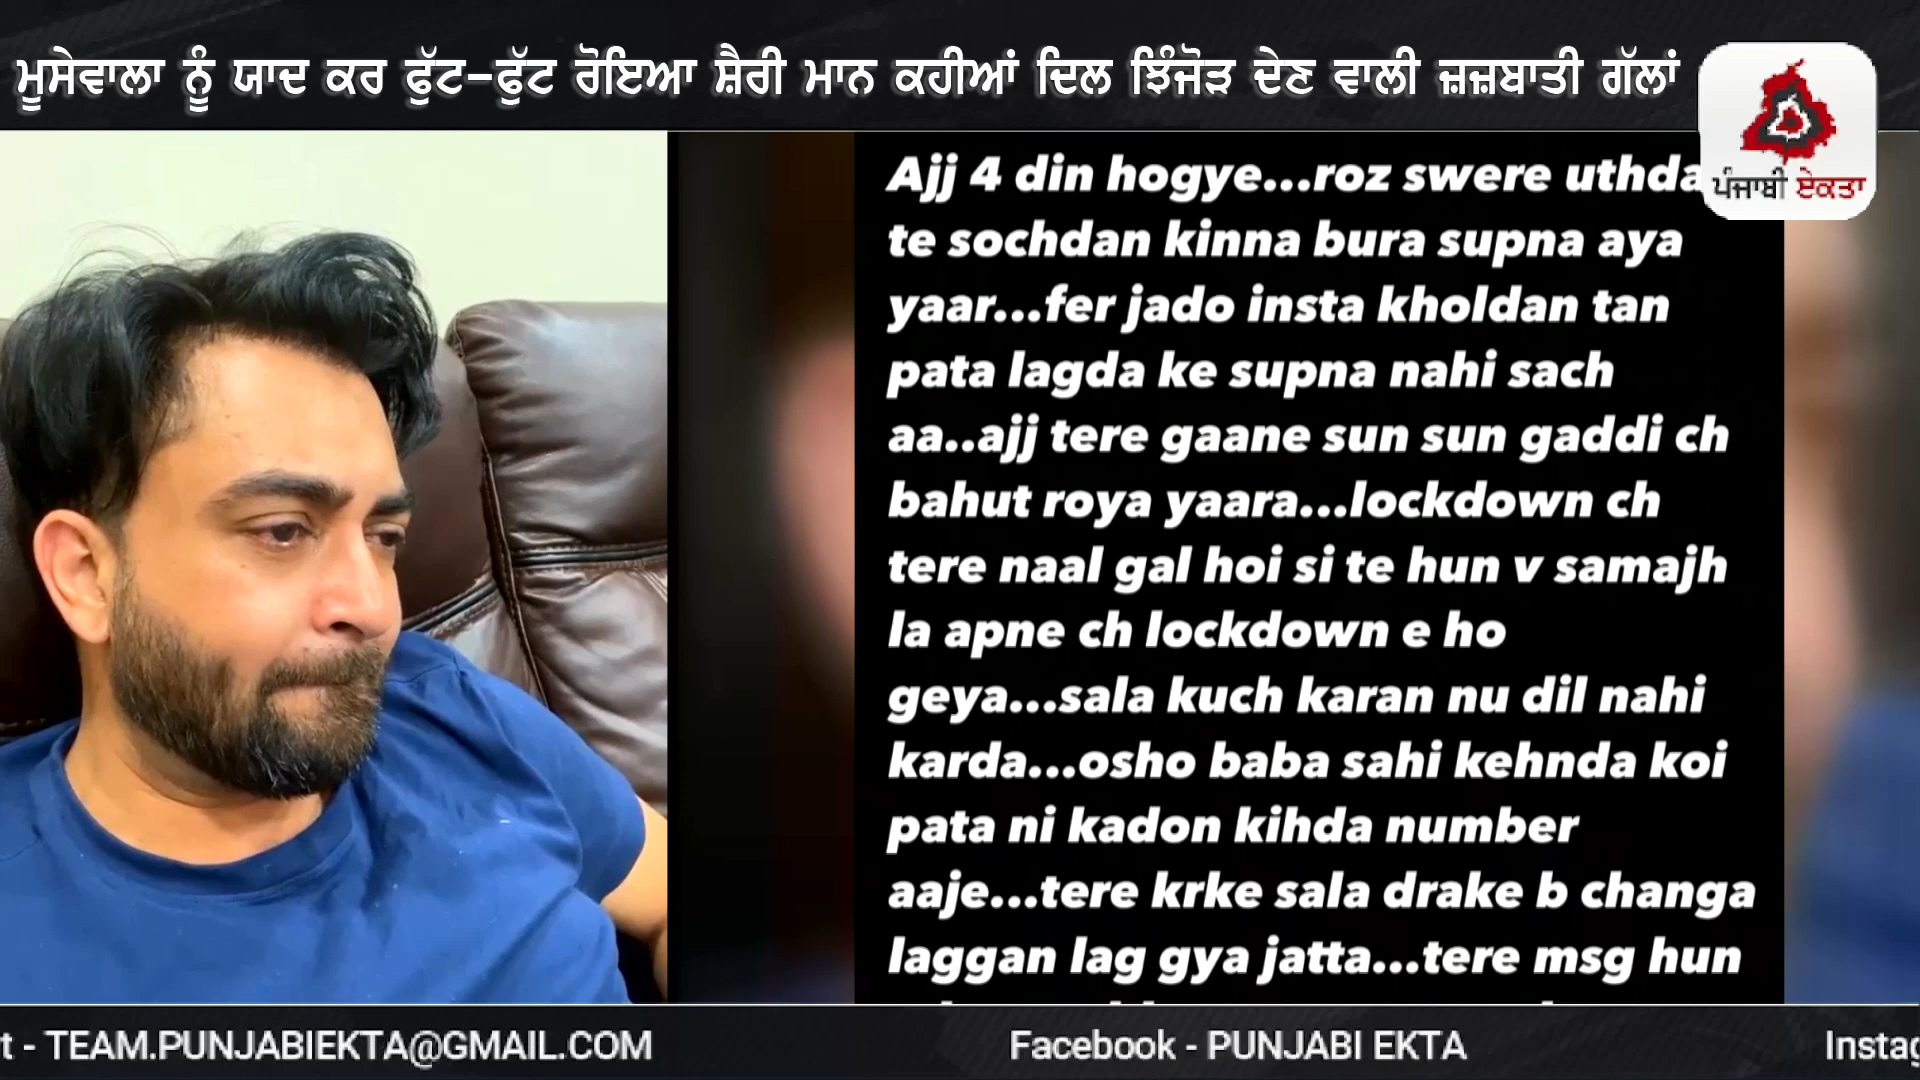 ਮੂਸੇਵਾਲਾ ਨੂੰ ਯਾਦ ਕਰ ਫੁੱਟ-ਫੁੱਟ ਰੋਇਆ ਸ਼ੈਰੀ ਮਾਨ ਕਹੀਆਂ ਦਿਲ ਝਿੰਜੋੜ ਦੇਣ ਵਾਲੀ ਜ਼ਜ਼ਬਾਤੀ ਗੱਲਾਂ
ਪੰਜਾਬੀ ਏਕਤਾ
Ajj 4 din hogye...roz swere uthda
te sochdan kinna bura supna aya
yaar...fer jado insta kholdan tan
pata lagda ke supna nahi sach
aa..ajj tere gaane sun sun gaddi ch
bahut roya yaara...lockdown ch
tere naal gal hoi si te hun v samajh
la apne ch lockdown e ho
geya...sala kuch karan nu dil nahi
karda...osho baba sahi kehnda koi
pata ni kadon kihda number
aaje...tere krke sala drake b changa
laggan lag gya jatta...tere msg hun
t - TEAM.PUNJABIEKTA@GMAIL.COM Facebook - PUNJABI EKTA Instag